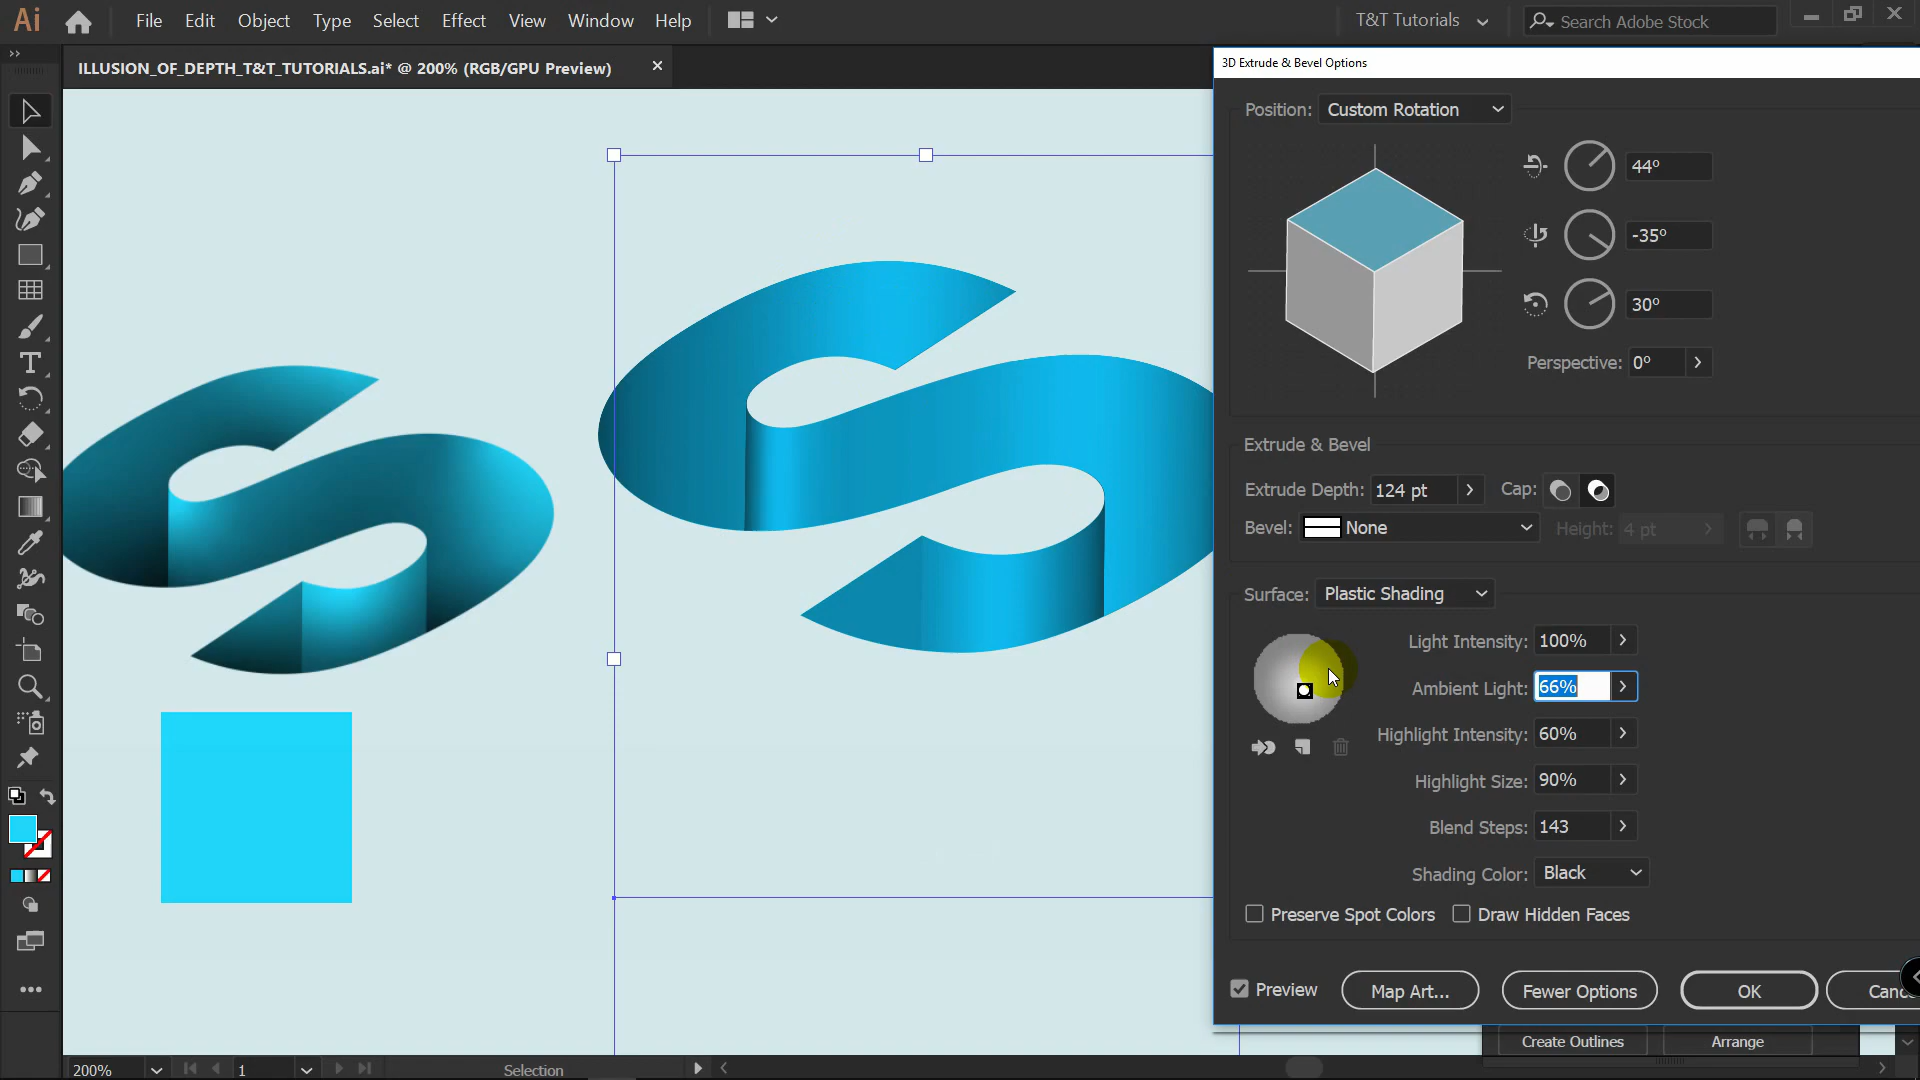 Ai File Edit Object Type Select Effect View Window Help T&T Tutorials Search Adobe Stock
ILLUSION_OF_DEPTH_T&T_TUTORIALS.ai* @ 200% (RGB/GPU Preview)
3D Extrude & Bevel Options
Position: Custom Rotation
44°
-35°
30°
Perspective: 0°
Extrude & Bevel
Extrude Depth: 124 pt Cap:
Bevel: None Height: 4 pt
Surface: Plastic Shading
Light Intensity: 100%
Ambient Light: 66%
Highlight Intensity: 60%
Highlight Size: 90%
Blend Steps: 143
Shading Color: Black
Preserve Spot Colors Draw Hidden Faces
Preview Map Art... Fewer Options OK Canc
Create Outlines Arrange
200% 1 Selection